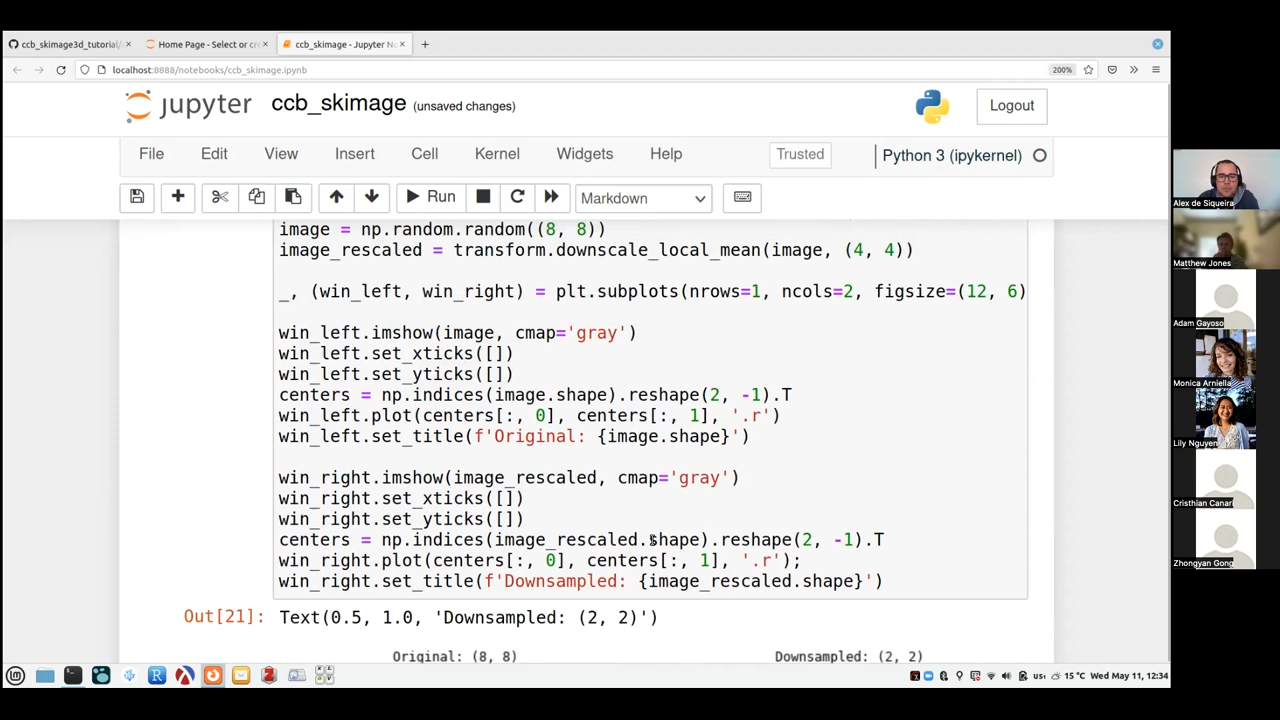 ccb_skimage3d_tutorial/
Home Page - Select or cre
ccb_skimage - Jupyter No
localhost:8888/notebooks/ccb_skimage.ipynb
200%
jupyter
ccb_skimage (unsaved changes)
Logout
File Edit View Insert Cell Kernel Widgets Help
Trusted
Python 3 (ipykernel)
Run
Markdown
image = np.random.random((8, 8))
image_rescaled = transform.downscale_local_mean(image, (4, 4))
_, (win_left, win_right) = plt.subplots(nrows=1, ncols=2, figsize=(12, 6)
win_left.imshow(image, cmap='gray')
win_left.set_xticks([])
win_left.set_yticks([])
centers = np.indices(image.shape).reshape(2, -1).T
win_left.plot(centers[:, 0], centers[:, 1], '.r')
win_left.set_title(f'Original: {image.shape}')
win_right.imshow(image_rescaled, cmap='gray')
win_right.set_xticks([])
win_right.set_yticks([])
centers = np.indices(image_rescaled.shape).reshape(2, -1).T
win_right.plot(centers[:, 0], centers[:, 1], '.r');
win_right.set_title(f'Downsampled: {image_rescaled.shape}')
Out[21]: Text(0.5, 1.0, 'Downsampled: (2, 2)')
Original: (8, 8)
Downsampled: (2, 2)
us
15 °C
Wed May 11, 12:34
Alex de Siqueira
Matthew Jones
Adam Gayoso
Monica Arniella
Lily Nguyen
Cristhian Canari
Zhongyan Gong